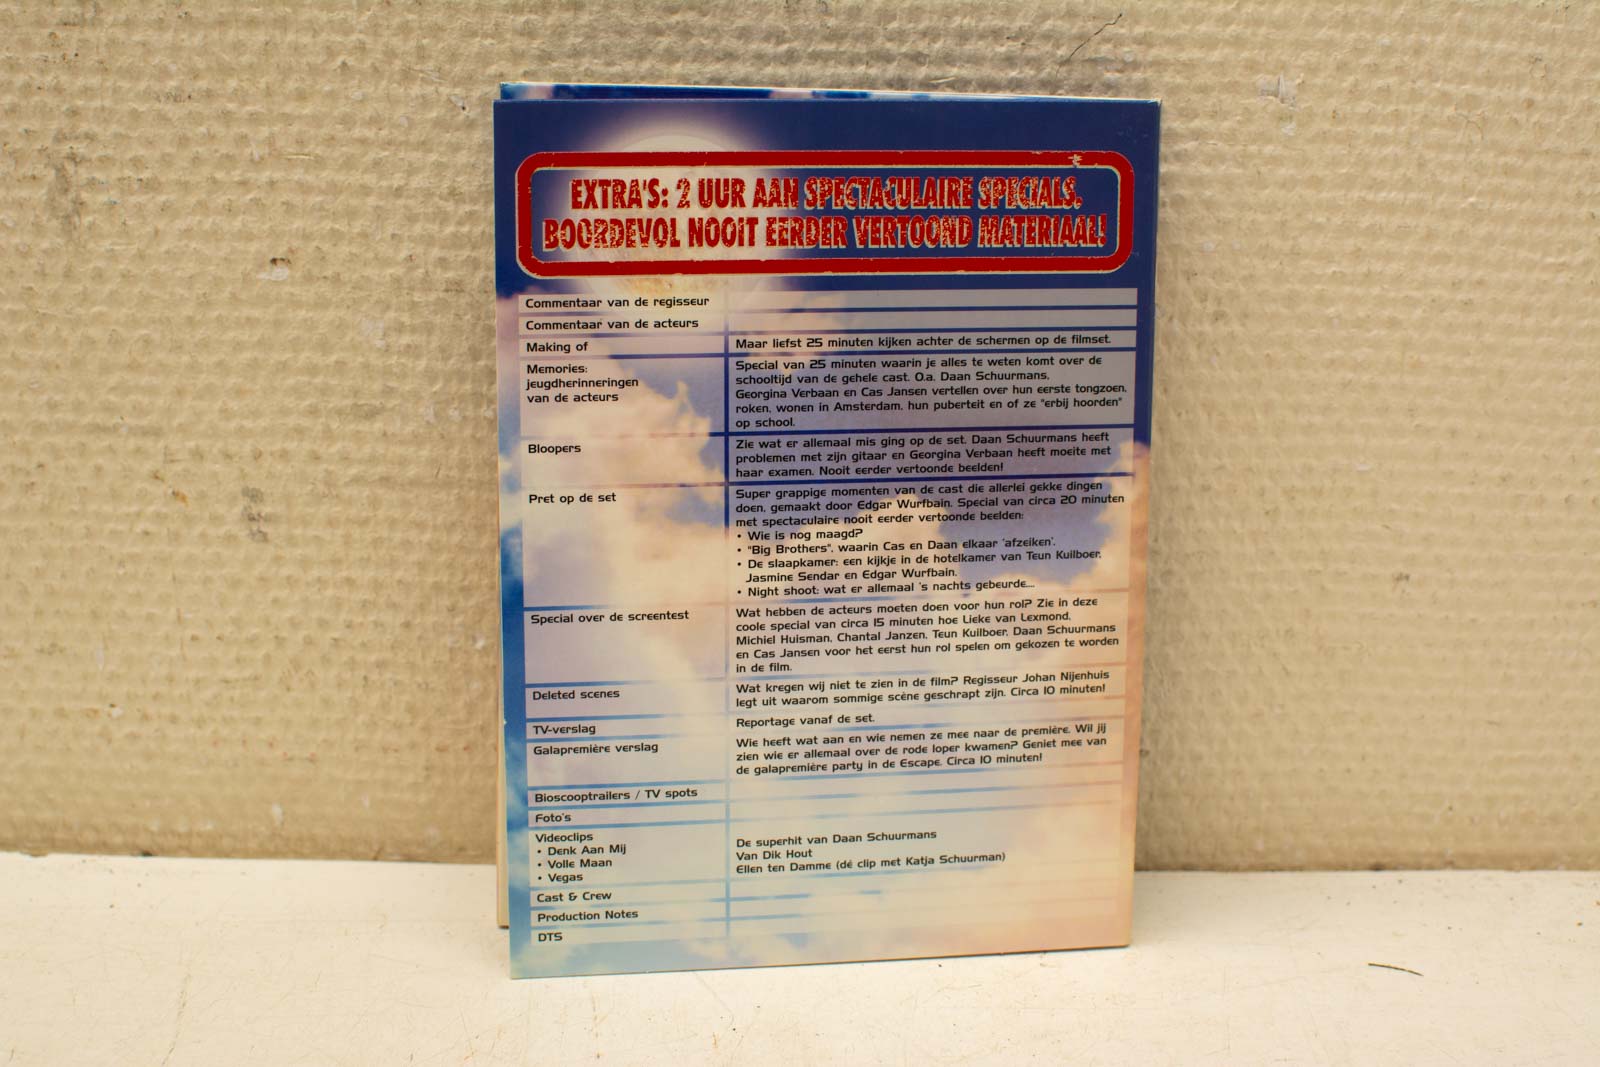 EXTRA'S: 2 UUR AAN SPECTACULAIRE SPECIALS,
BOORDEVOL NOOIT EERDER VERTOOND MATERIAAL!
Commentaar van de regisseur
Commentaar van de acteurs
Making of
Maar liefst 25 minuten kijken achter de schermen op de filmset.
Memories:
jeugdherinneringen
van de acteurs
Special van 25 minuten waarin je alles te weten komt over de
schooltijd van de gehele cast. O.a. Daan Schuurmans,
Georgina Verbaan en Cas Jansen vertellen over hun eerste tongzoen,
roken, wonen in Amsterdam, hun puberteit en of ze "erbij hoorden"
op school.
Bloopers
Zie wat er allemaal mis ging op de set. Daan Schuurmans heeft
problemen met zijn gitaar en Georgina Verbaan heeft moeite met
haar examen. Nooit eerder vertoonde beelden!
Pret op de set
Super grappige momenten van de cast die allerlei gekke dingen
doen, gemaakt door Edgar Wurfbain. Special van circa 20 minuten
met spectaculaire nooit eerder vertoonde beelden:
• Wie is nog maagd?
• "Big Brothers", waarin Cas en Daan elkaar 'afzeiken'.
• De slaapkamer: een kijkje in de hotelkamer van Teun Kuilboer,
Jasmine Sendar en Edgar Wurfbain.
• Night shoot: wat er allemaal 's nachts gebeurde....
Special over de screentest
Wat hebben de acteurs moeten doen voor hun rol? Zie in deze
coole special van circa 15 minuten hoe Lieke van Lexmond,
Michiel Huisman, Chantal Janzen, Teun Kuilboer, Daan Schuurmans
en Cas Jansen voor het eerst hun rol spelen om gekozen te worden
in de film.
Deleted scenes
Wat kregen wij niet te zien in de film? Regisseur Johan Nijenhuis
legt uit waarom sommige scène geschrapt zijn. Circa 10 minuten!
TV-verslag
Reportage vanaf de set.
Galapremière verslag
Wie heeft wat aan en wie nemen ze mee naar de première. Wil jij
zien wie er allemaal over de rode loper kwamen? Geniet mee van
de galapremière party in de Escape. Circa 10 minuten!
Bioscooptrailers / TV spots
Foto's
Videoclips
• Denk Aan Mij
De superhit van Daan Schuurmans
• Volle Maan
Van Dik Hout
• Vegas
Ellen ten Damme (dé clip met Katja Schuurman)
Cast & Crew
Production Notes
DTS